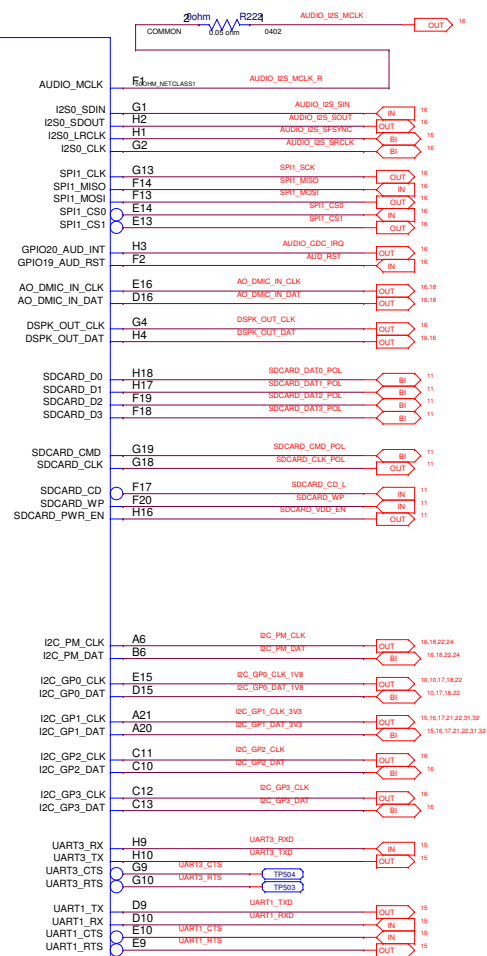 2 0ohm R223 1 AUDIO_I2S_MCLK OUT 16
COMMON 0.05 ohm 0402
AUDIO_MCLK F1 50OHM_NETCLASS1 AUDIO_I2S_MCLK_R
I2S0_SDIN G1 AUDIO_I2S_SIN IN 16
I2S0_SDOUT H2 AUDIO_I2S_SOUT OUT 16
I2S0_LRCLK H1 AUDIO_I2S_SFSYNC BI 16
I2S0_CLK G2 AUDIO_I2S_SRCLK BI 16
SPI1_CLK G13 SPI1_SCK OUT 16
SPI1_MISO F14 SPI1_MISO IN 16
SPI1_MOSI F13 SPI1_MOSI OUT 16
SPI1_CS0 E14 SPI1_CS0 IN 16
SPI1_CS1 E13 SPI1_CS1 OUT 16
GPIO20_AUD_INT H3 AUDIO_CDC_IRQ OUT 16
GPIO19_AUD_RST F2 AUD_RST IN 16
AO_DMIC_IN_CLK E16 AO_DMIC_IN_CLK OUT 16,18
AO_DMIC_IN_DAT D16 AO_DMIC_IN_DAT OUT 16,18
DSPK_OUT_CLK G4 DSPK_OUT_CLK OUT 16
DSPK_OUT_DAT H4 DSPK_OUT_DAT OUT 16,16
SDCARD_D0 H18 SDCARD_DAT0_POL BI 11
SDCARD_D1 H17 SDCARD_DAT1_POL BI 11
SDCARD_D2 F19 SDCARD_DAT2_POL BI 11
SDCARD_D3 F18 SDCARD_DAT3_POL BI 11
SDCARD_CMD G19 SDCARD_CMD_POL BI 11
SDCARD_CLK G18 SDCARD_CLK_POL OUT 11
SDCARD_CD F17 SDCARD_CD_L IN 11
SDCARD_WP F20 SDCARD_WP IN 11
SDCARD_PWR_EN H16 SDCARD_VDD_EN OUT 11
I2C_PM_CLK A6 I2C_PM_CLK OUT 16,18,22,24
I2C_PM_DAT B6 I2C_PM_DAT BI 16,18,22,24
I2C_GP0_CLK E15 I2C_GP0_CLK_1V8 OUT 10,10,17,18,22
I2C_GP0_DAT D15 I2C_GP0_DAT_1V8 BI 10,17,18,22
I2C_GP1_CLK A21 I2C_GP1_CLK_3V3 OUT 15,16,17,21,22,31,32
I2C_GP1_DAT A20 I2C_GP1_DAT_3V3 BI 15,16,17,21,22,31,32
I2C_GP2_CLK C11 I2C_GP2_CLK OUT 16
I2C_GP2_DAT C10 I2C_GP2_DAT BI 16
I2C_GP3_CLK C12 I2C_GP3_CLK OUT 16
I2C_GP3_DAT C13 I2C_GP3_DAT BI 16
UART3_RX H9 UART3_RXD IN 15
UART3_TX H10 UART3_TXD OUT 15
UART3_CTS G9 UART3_CTS TP504
UART3_RTS G10 UART3_RTS TP503
UART1_TX D9 UART1_TXD OUT 15
UART1_RX D10 UART1_RXD IN 15
UART1_CTS E10 UART1_CTS IN 15
UART1_RTS E9 UART1_RTS OUT 15